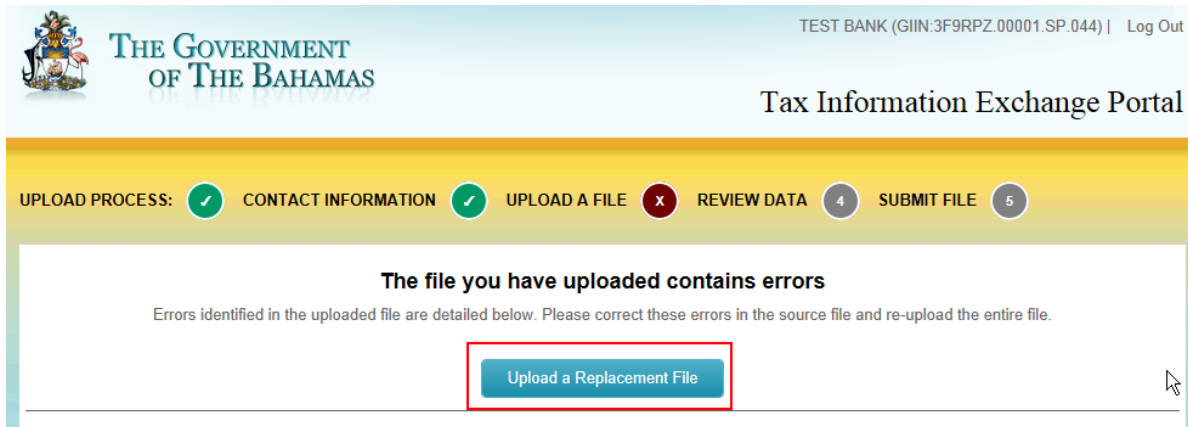 TEST BANK (GIIN:3F9RPZ.00001.SP.044) | Log Out
THE GOVERNMENT
OF THE BAHAMAS
Tax Information Exchange Portal
UPLOAD PROCESS: ✓ CONTACT INFORMATION ✓ UPLOAD A FILE X REVIEW DATA 4 SUBMIT FILE 5
The file you have uploaded contains errors
Errors identified in the uploaded file are detailed below. Please correct these errors in the source file and re-upload the entire file.
Upload a Replacement File